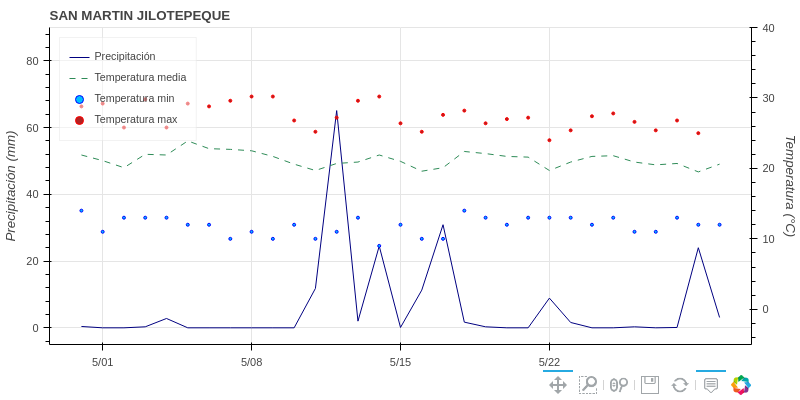 SAN MARTIN JILOTEPEQUE
Precipitación
Temperatura media
Temperatura min
Temperatura max
Precipitación (mm)
80
60
40
20
0
Temperatura (°C)
40
30
20
10
0
5/01
5/08
5/15
5/22